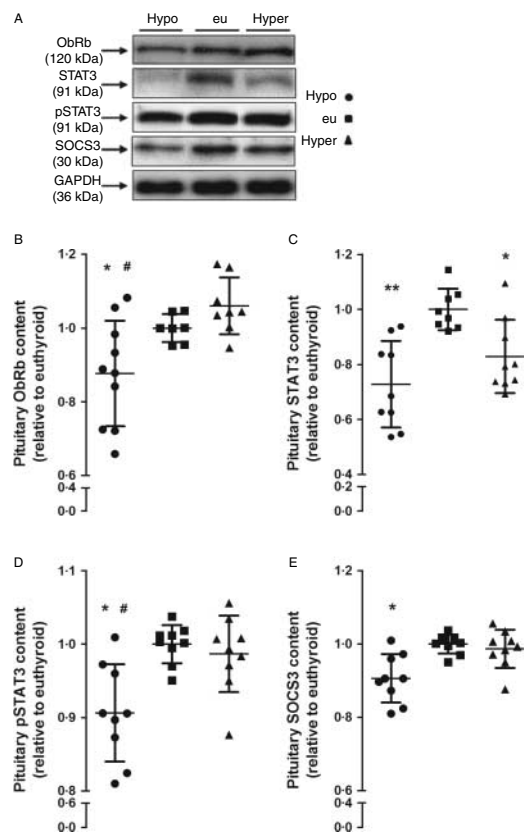 A
Hypo eu Hyper
ObRb
(120 kDa)
STAT3
(91 kDa)
pSTAT3
(91 kDa)
SOCS3
(30 kDa)
GAPDH
(36 kDa)
Hypo
eu
Hyper
B
Pituitary ObRb content
(relative to euthyroid)
1·2
1·0
0·8
0·6
0·4
0·0
* #
C
Pituitary STAT3 content
(relative to euthyroid)
1·2
1·0
0·8
0·6
0·4
0·2
0·0
**
*
D
Pituitary pSTAT3 content
(relative to euthyroid)
1·1
1·0
0·9
0·8
0·6
0·0
* #
E
Pituitary SOCS3 content
(relative to euthyroid)
1·2
1·0
0·8
0·6
0·4
0·0
*